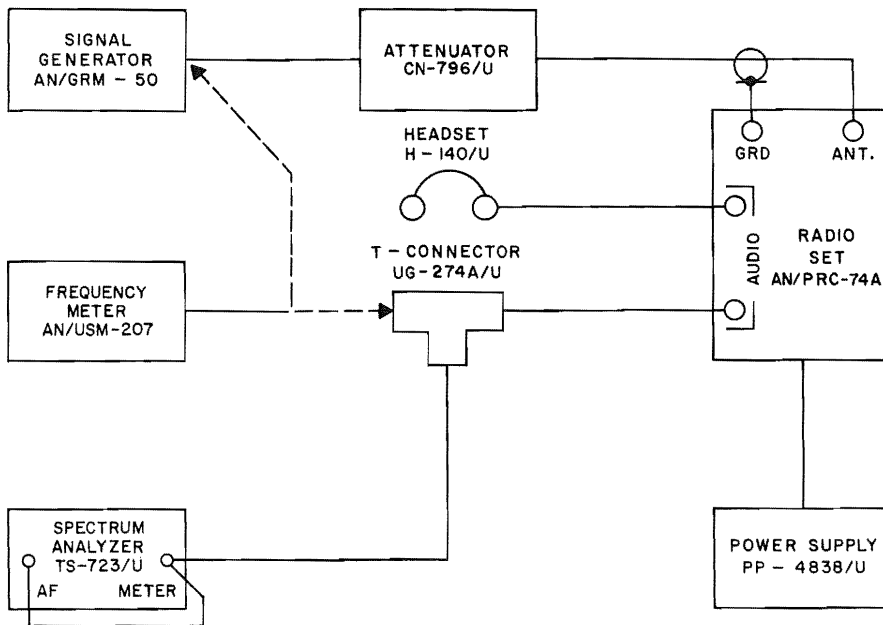 SIGNAL
GENERATOR
AN/GRM - 50
ATTENUATOR
CN-796/U
HEADSET
H-140/U
GRD
ANT.
T-CONNECTOR
UG-274A/U
AUDIO
RADIO
SET
AN/PRC-74A
FREQUENCY
METER
AN/USM-207
SPECTRUM
ANALYZER
TS-723/U
AF
METER
POWER SUPPLY
PP - 4838/U